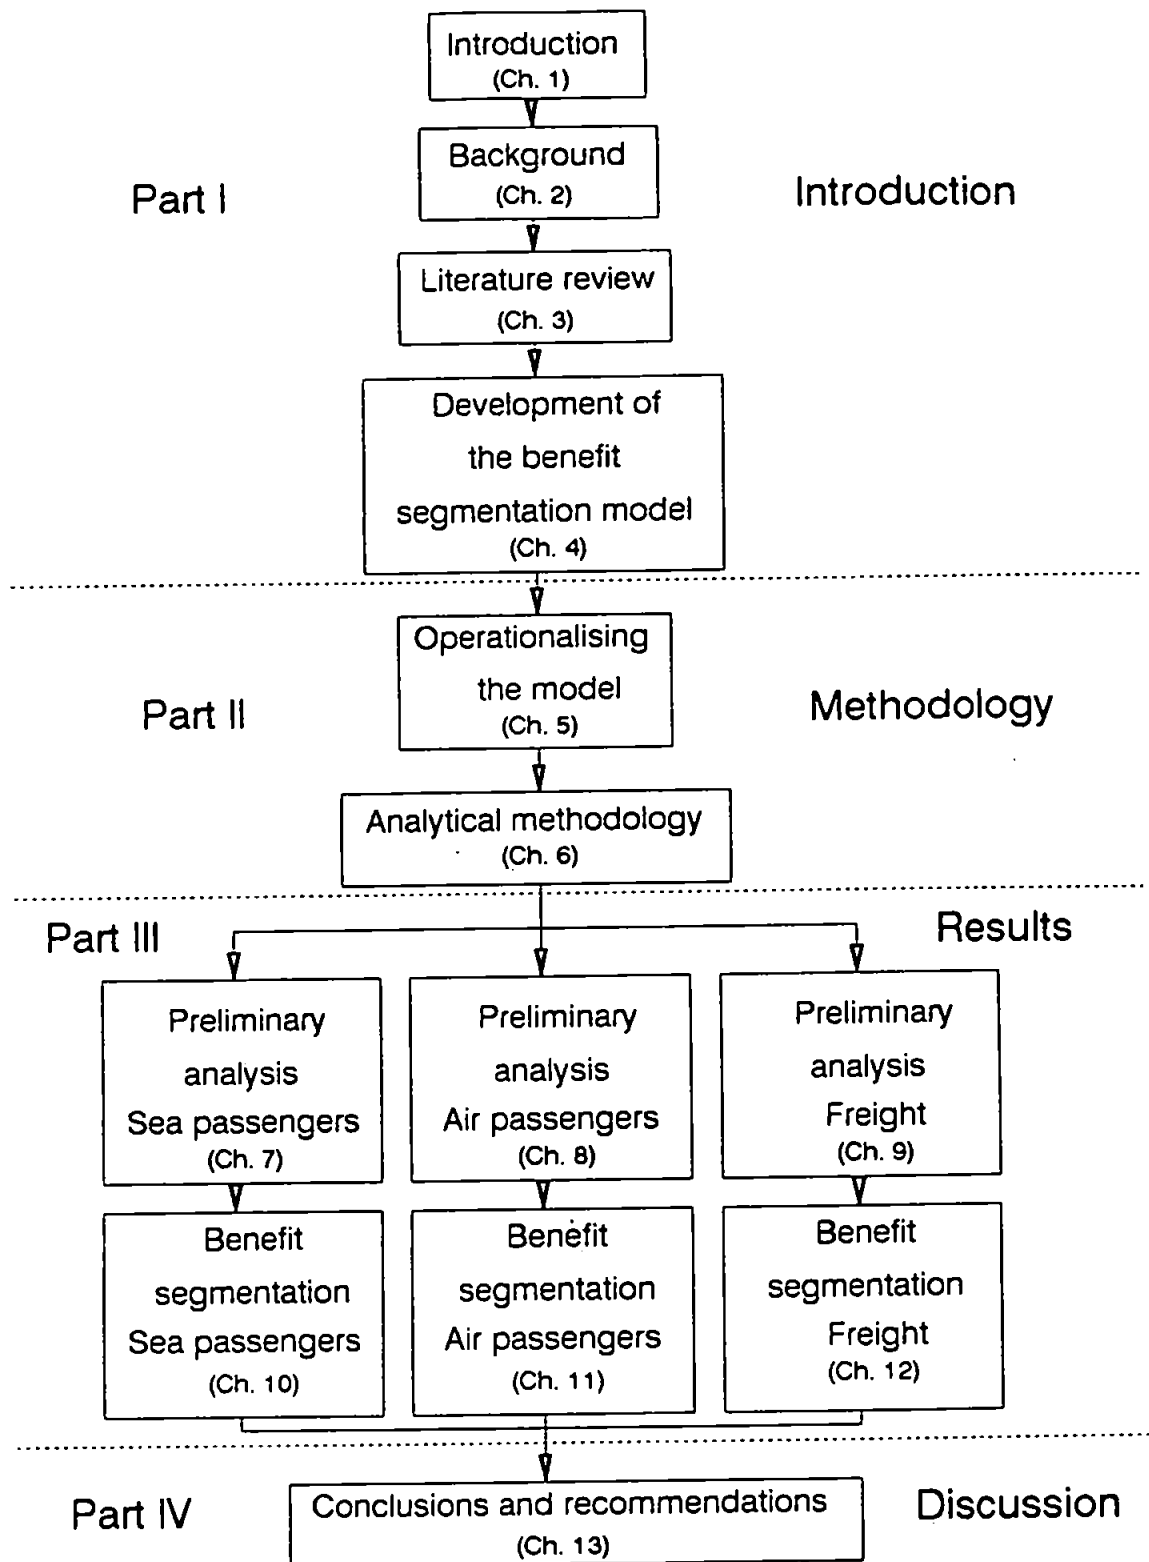 Introduction
(Ch. 1)
Background
(Ch. 2)
Part I
Introduction
Literature review
(Ch. 3)
Development of
the benefit
segmentation model
(Ch. 4)
Operationalising
the model
(Ch. 5)
Part II
Methodology
Analytical methodology
(Ch. 6)
Part III
Results
Preliminary
analysis
Sea passengers
(Ch. 7)
Preliminary
analysis
Air passengers
(Ch. 8)
Preliminary
analysis
Freight
(Ch. 9)
Benefit
segmentation
Sea passengers
(Ch. 10)
Benefit
segmentation
Air passengers
(Ch. 11)
Benefit
segmentation
Freight
(Ch. 12)
Part IV
Conclusions and recommendations
(Ch. 13)
Discussion